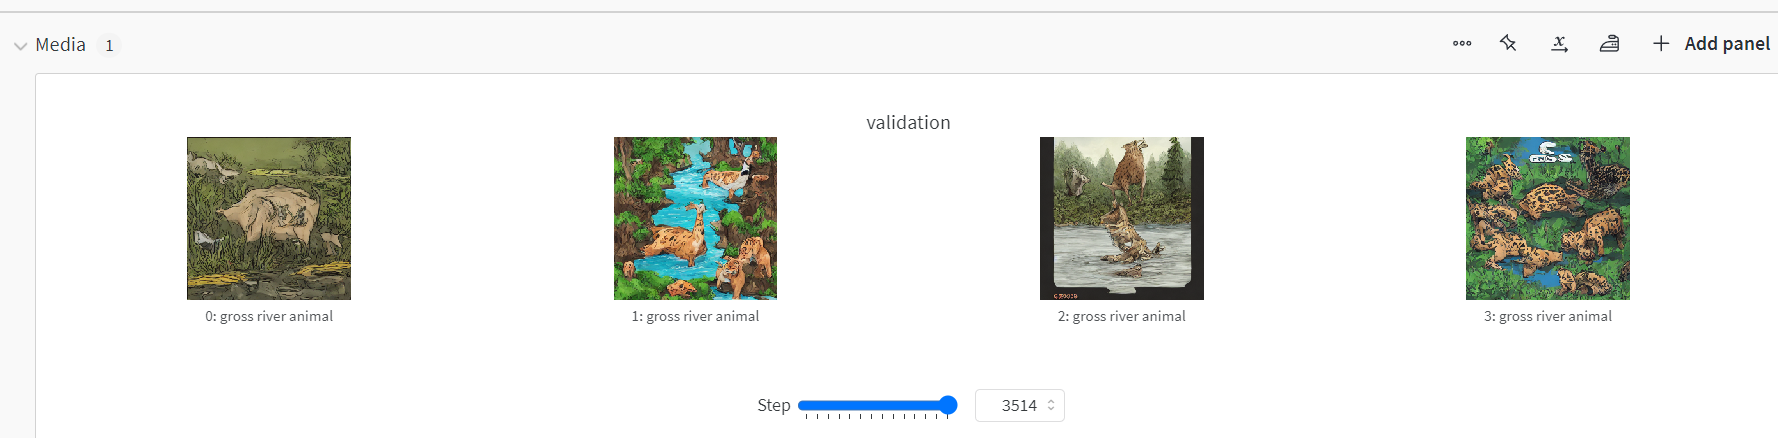 Media 1
Add panel
validation
0: gross river animal
1: gross river animal
2: gross river animal
3: gross river animal
Step 3514